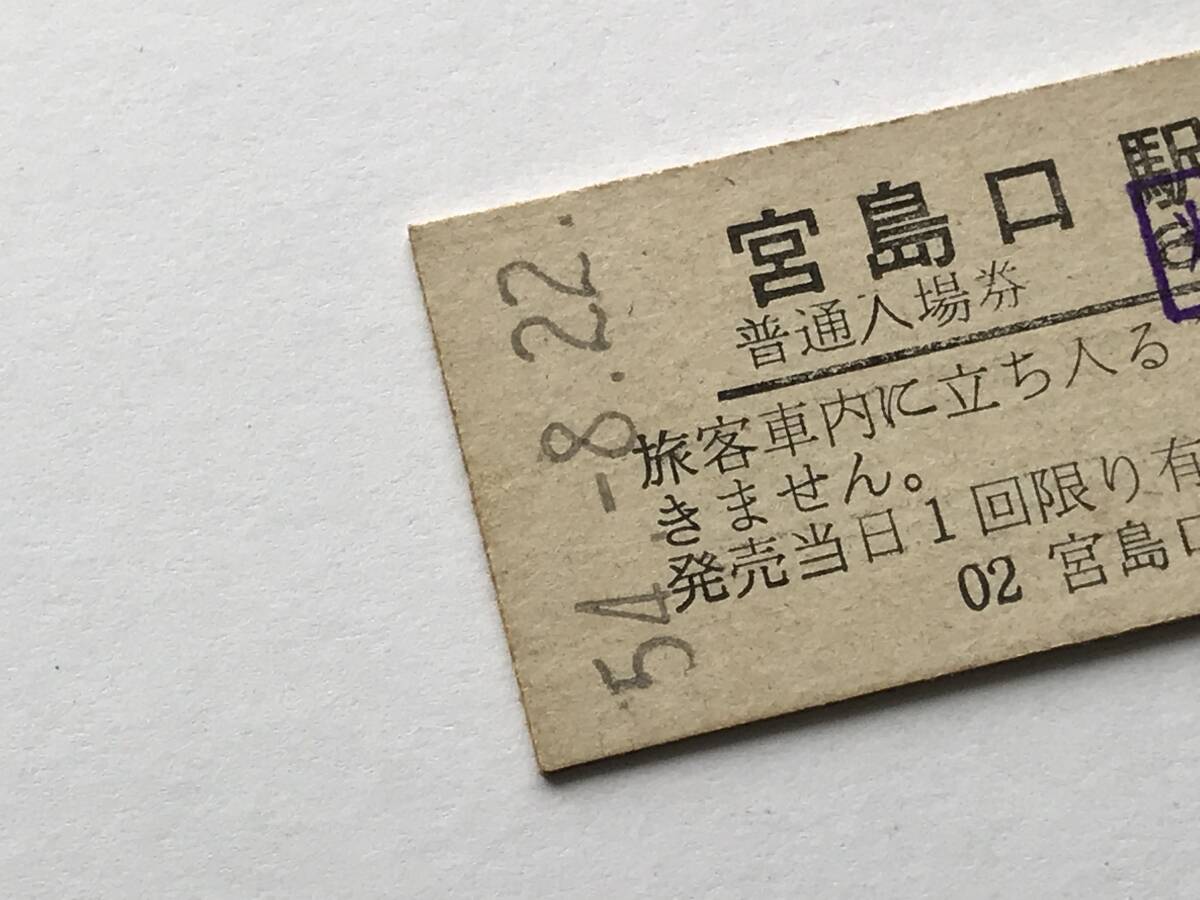 宮島口駅
普通入場券
旅客車内に立ち入る
きません。
発売当日1回限り有
02 宮島口
54.-8.22.